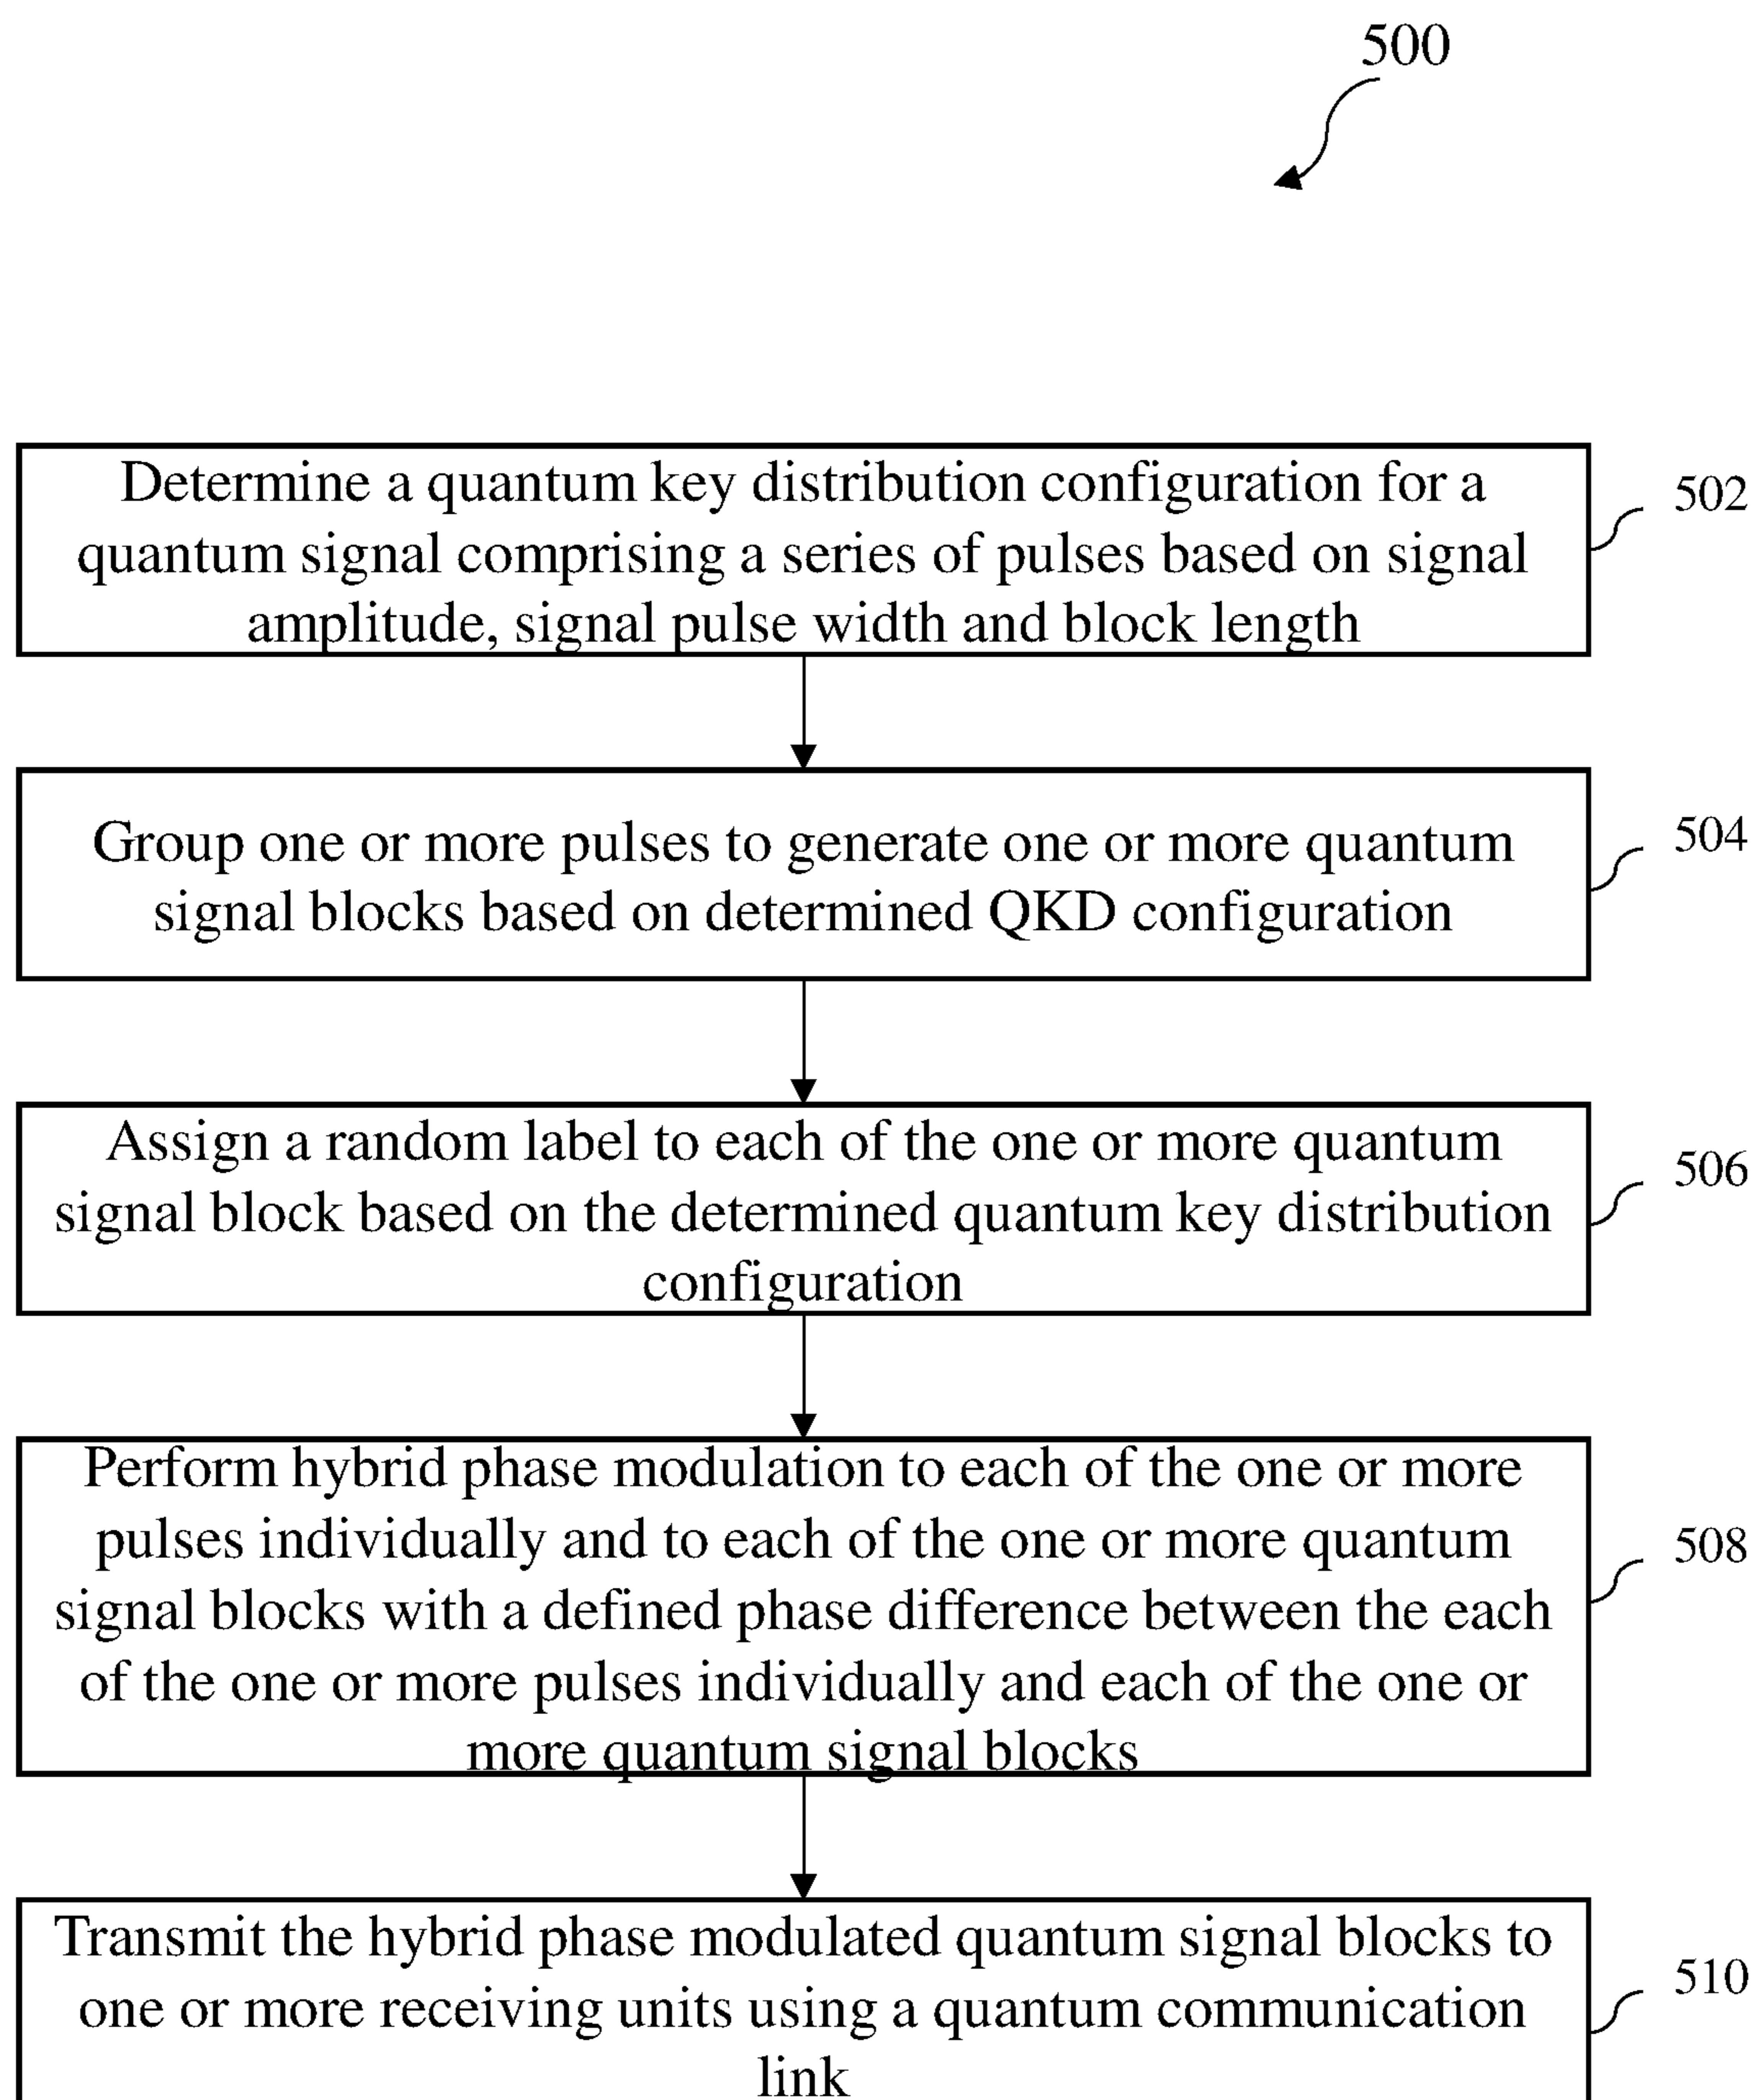 500
Determine a quantum key distribution configuration for a
quantum signal comprising a series of pulses based on signal
amplitude, signal pulse width and block length
502
Group one or more pulses to generate one or more quantum
signal blocks based on determined QKD configuration
504
Assign a random label to each of the one or more quantum
signal block based on the determined quantum key distribution
configuration
506
Perform hybrid phase modulation to each of the one or more
pulses individually and to each of the one or more quantum
signal blocks with a defined phase difference between the each
of the one or more pulses individually and each of the one or
more quantum signal blocks
508
Transmit the hybrid phase modulated quantum signal blocks to
one or more receiving units using a quantum communication
link
510